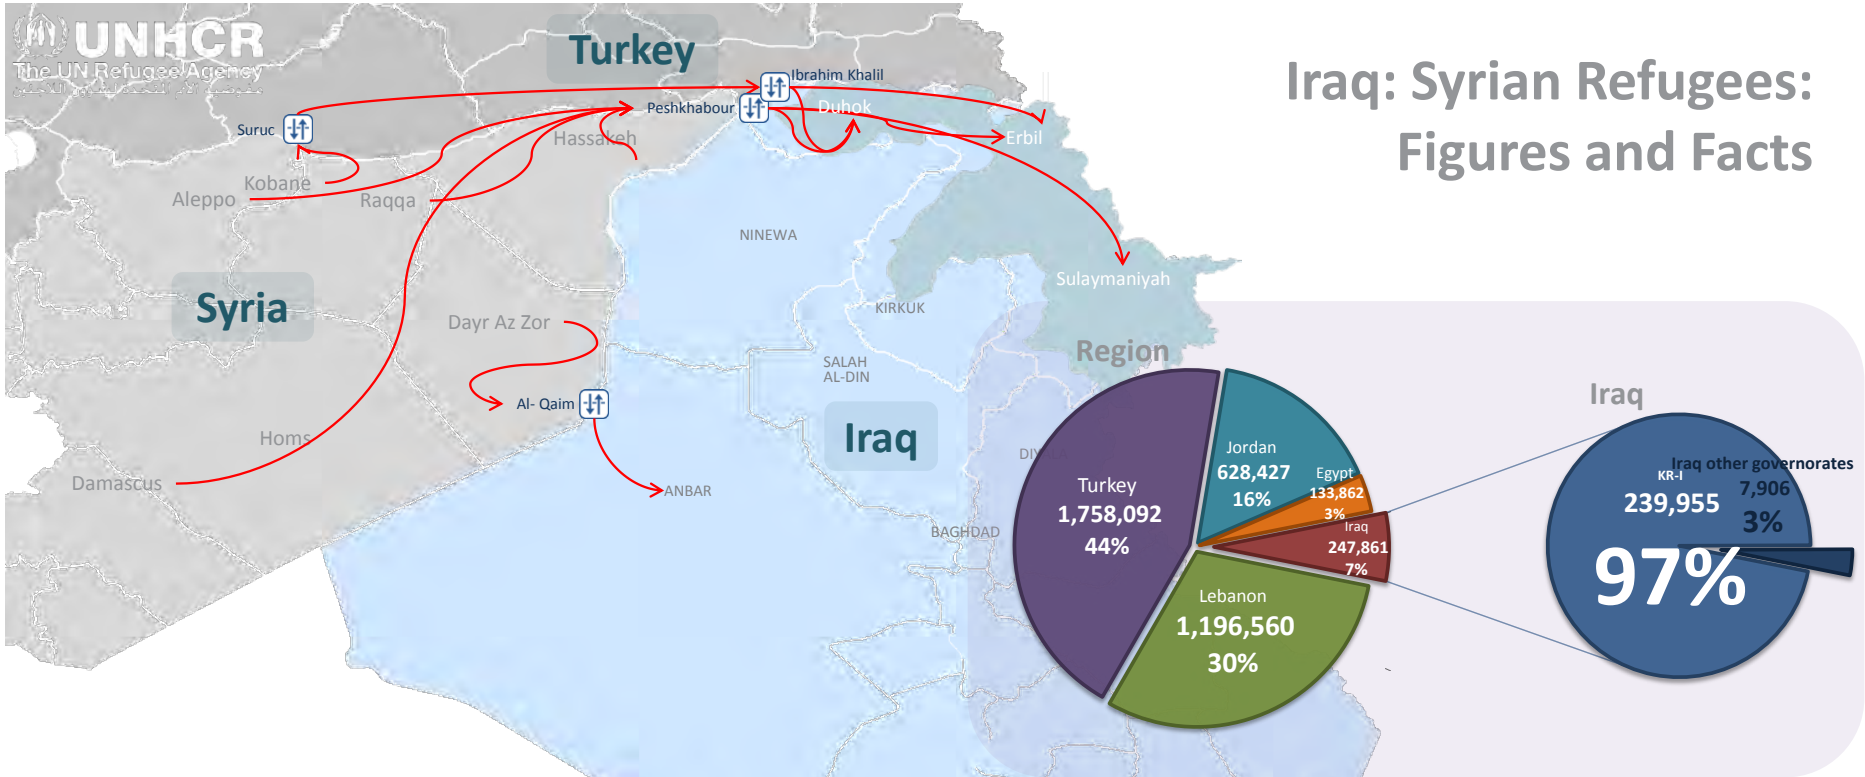 UNHCR
The UN Refugee Agency
Turkey
Iraq: Syrian Refugees:
Figures and Facts
Ibrahim Khalil
Peshkhabour
Duhok
Suruc
Hassakeh
Erbil
Kobane
Aleppo
Raqqa
NINEWA
Sulaymaniyah
Syria
KIRKUK
Dayr Az Zor
SALAH
AL-DIN
Region
Al- Qaim
Iraq
Homs
Damascus
ANBAR
BAGHDAD
Turkey
1,758,092
44%
Jordan
628,427
16%
Egypt
133,862
3%
Iraq
247,861
7%
Lebanon
1,196,560
30%
Iraq
Iraq other governorates
7,906
3%
KR-I
239,955
97%